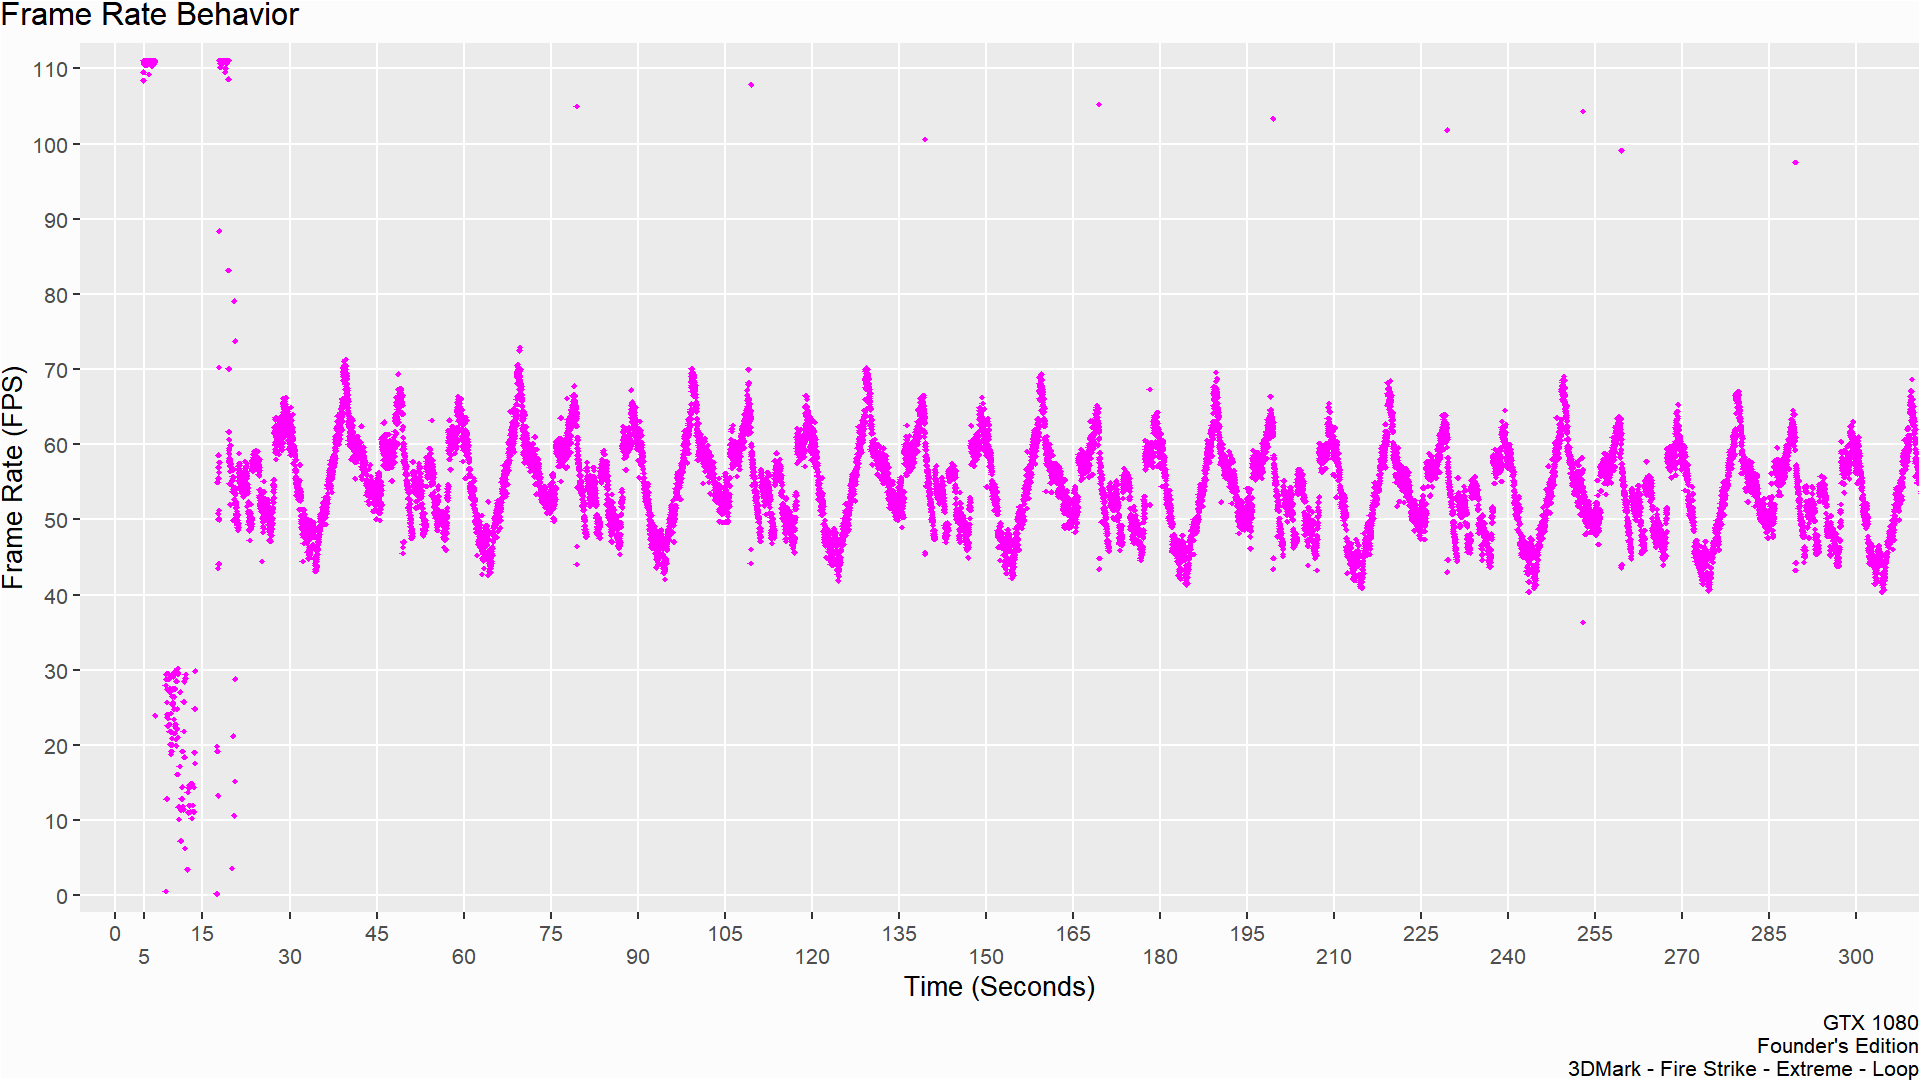 Frame Rate Behavior
Frame Rate (FPS)
110
100
90
80
70
60
50
40
30
20
10
0
0 15 45 75 105 135 165 195 225 255 285
5 30 60 90 120 150 180 210 240 270 300
Time (Seconds)
GTX 1080
Founder's Edition
3DMark - Fire Strike - Extreme - Loop